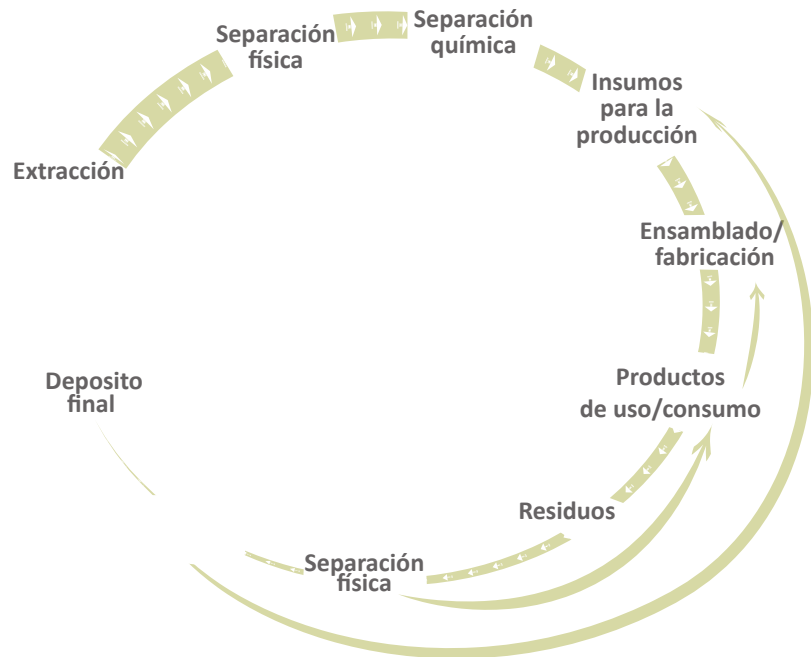 Separación
física
Separación
química
Insumos
para la
producción
Extracción
Ensamblado/
fabricación
Productos
de uso/consumo
Deposito
final
Residuos
Separación
física